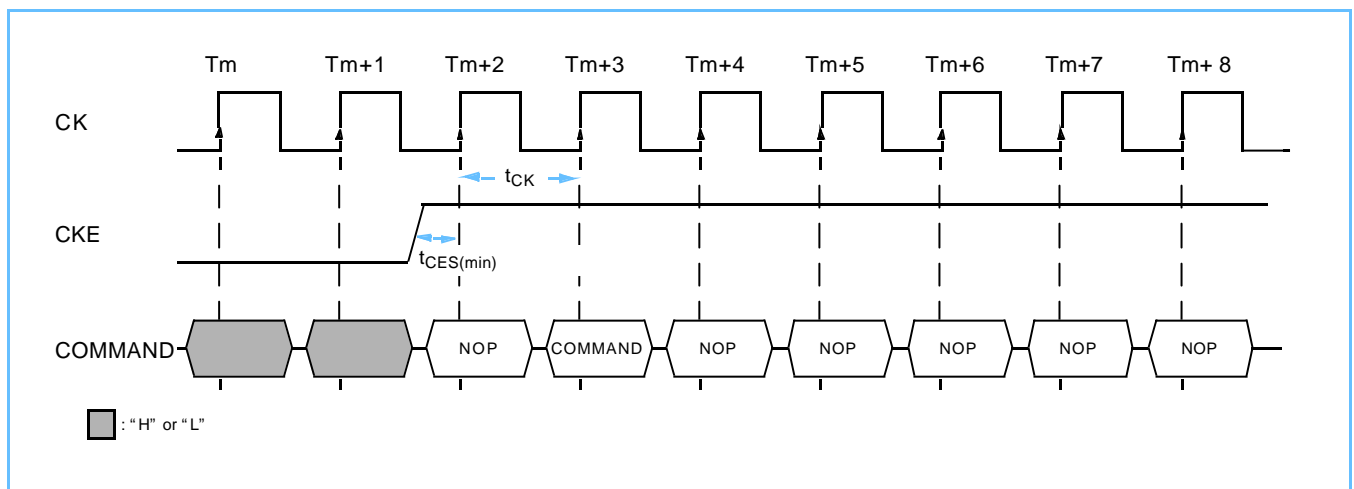 Tm Tm+1 Tm+2 Tm+3 Tm+4 Tm+5 Tm+6 Tm+7 Tm+ 8
CK
tCK
CKE
tCES(min)
COMMAND NOP COMMAND NOP NOP NOP NOP NOP
: “H” or “L”